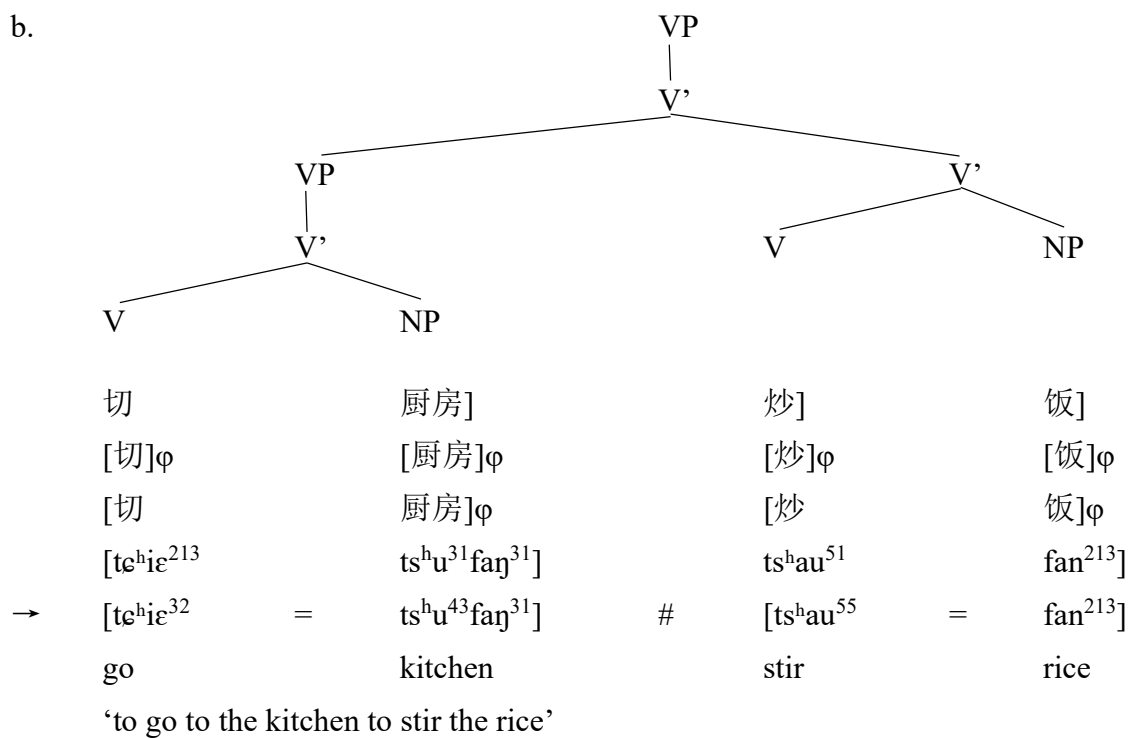 b.
VP
V’
VP V’
V’ V NP
V NP
切 厨房] 炒] 饭]
[切]φ [厨房]φ [炒]φ [饭]φ
[切 厨房]φ [炒 饭]φ
[tɕʰiɛ²¹³ tsʰu³¹faŋ³¹] tsʰau⁵¹ fan²¹³]
→ [tɕʰiɛ³² = tsʰu⁴³faŋ³¹] # [tsʰau⁵⁵ = fan²¹³]
go kitchen stir rice
‘to go to the kitchen to stir the rice’